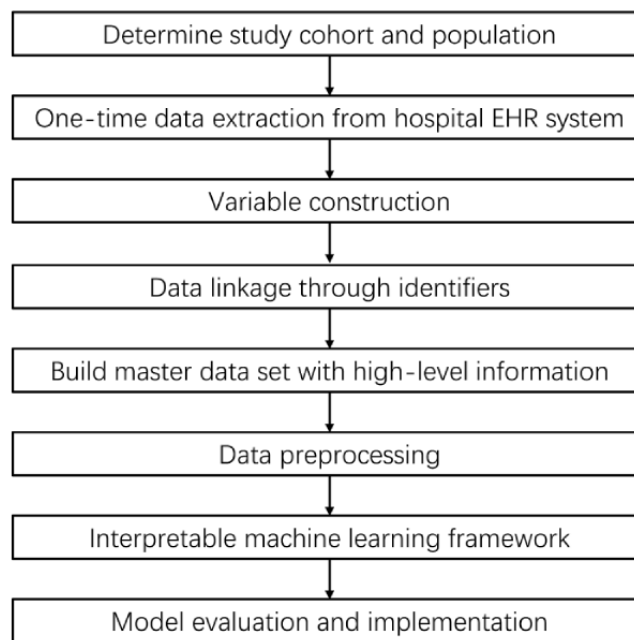 Determine study cohort and population
One-time data extraction from hospital EHR system
Variable construction
Data linkage through identifiers
Build master data set with high-level information
Data preprocessing
Interpretable machine learning framework
Model evaluation and implementation